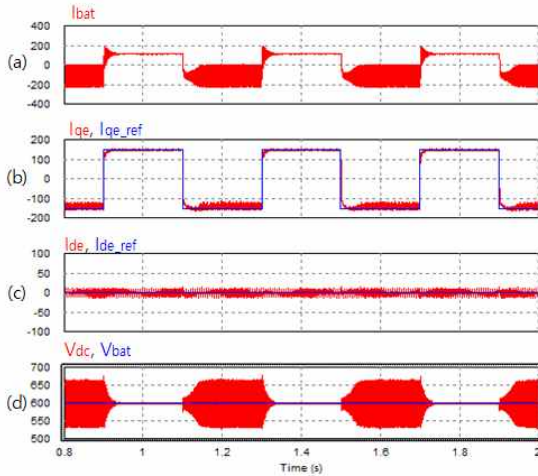 Ibat
400
200
(a)
0
-200
-400
Iqe, Iqe_ref
200
100
(b)
0
-100
-200
Ide, Ide_ref
100
50
(c)
0
-50
-100
Vdc, Vbat
700
650
(d)
600
550
500
0.8 1 1.2 1.4 1.6 1.8 2
Time (s)